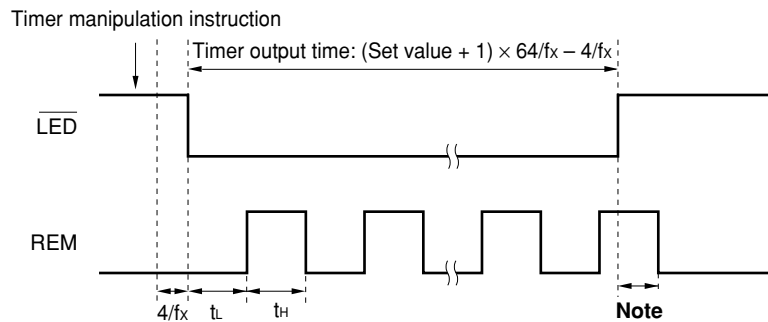 Timer manipulation instruction
Timer output time: (Set value + 1) × 64/fx – 4/fx
LED
REM
4/fx tL tH Note